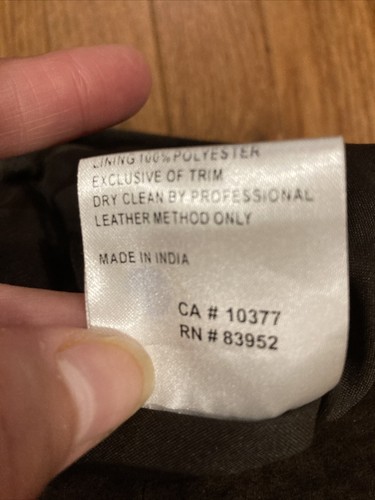 LINING 100% POLYESTER
EXCLUSIVE OF TRIM
DRY CLEAN BY PROFESSIONAL
LEATHER METHOD ONLY
MADE IN INDIA
CA # 10377
RN # 83952